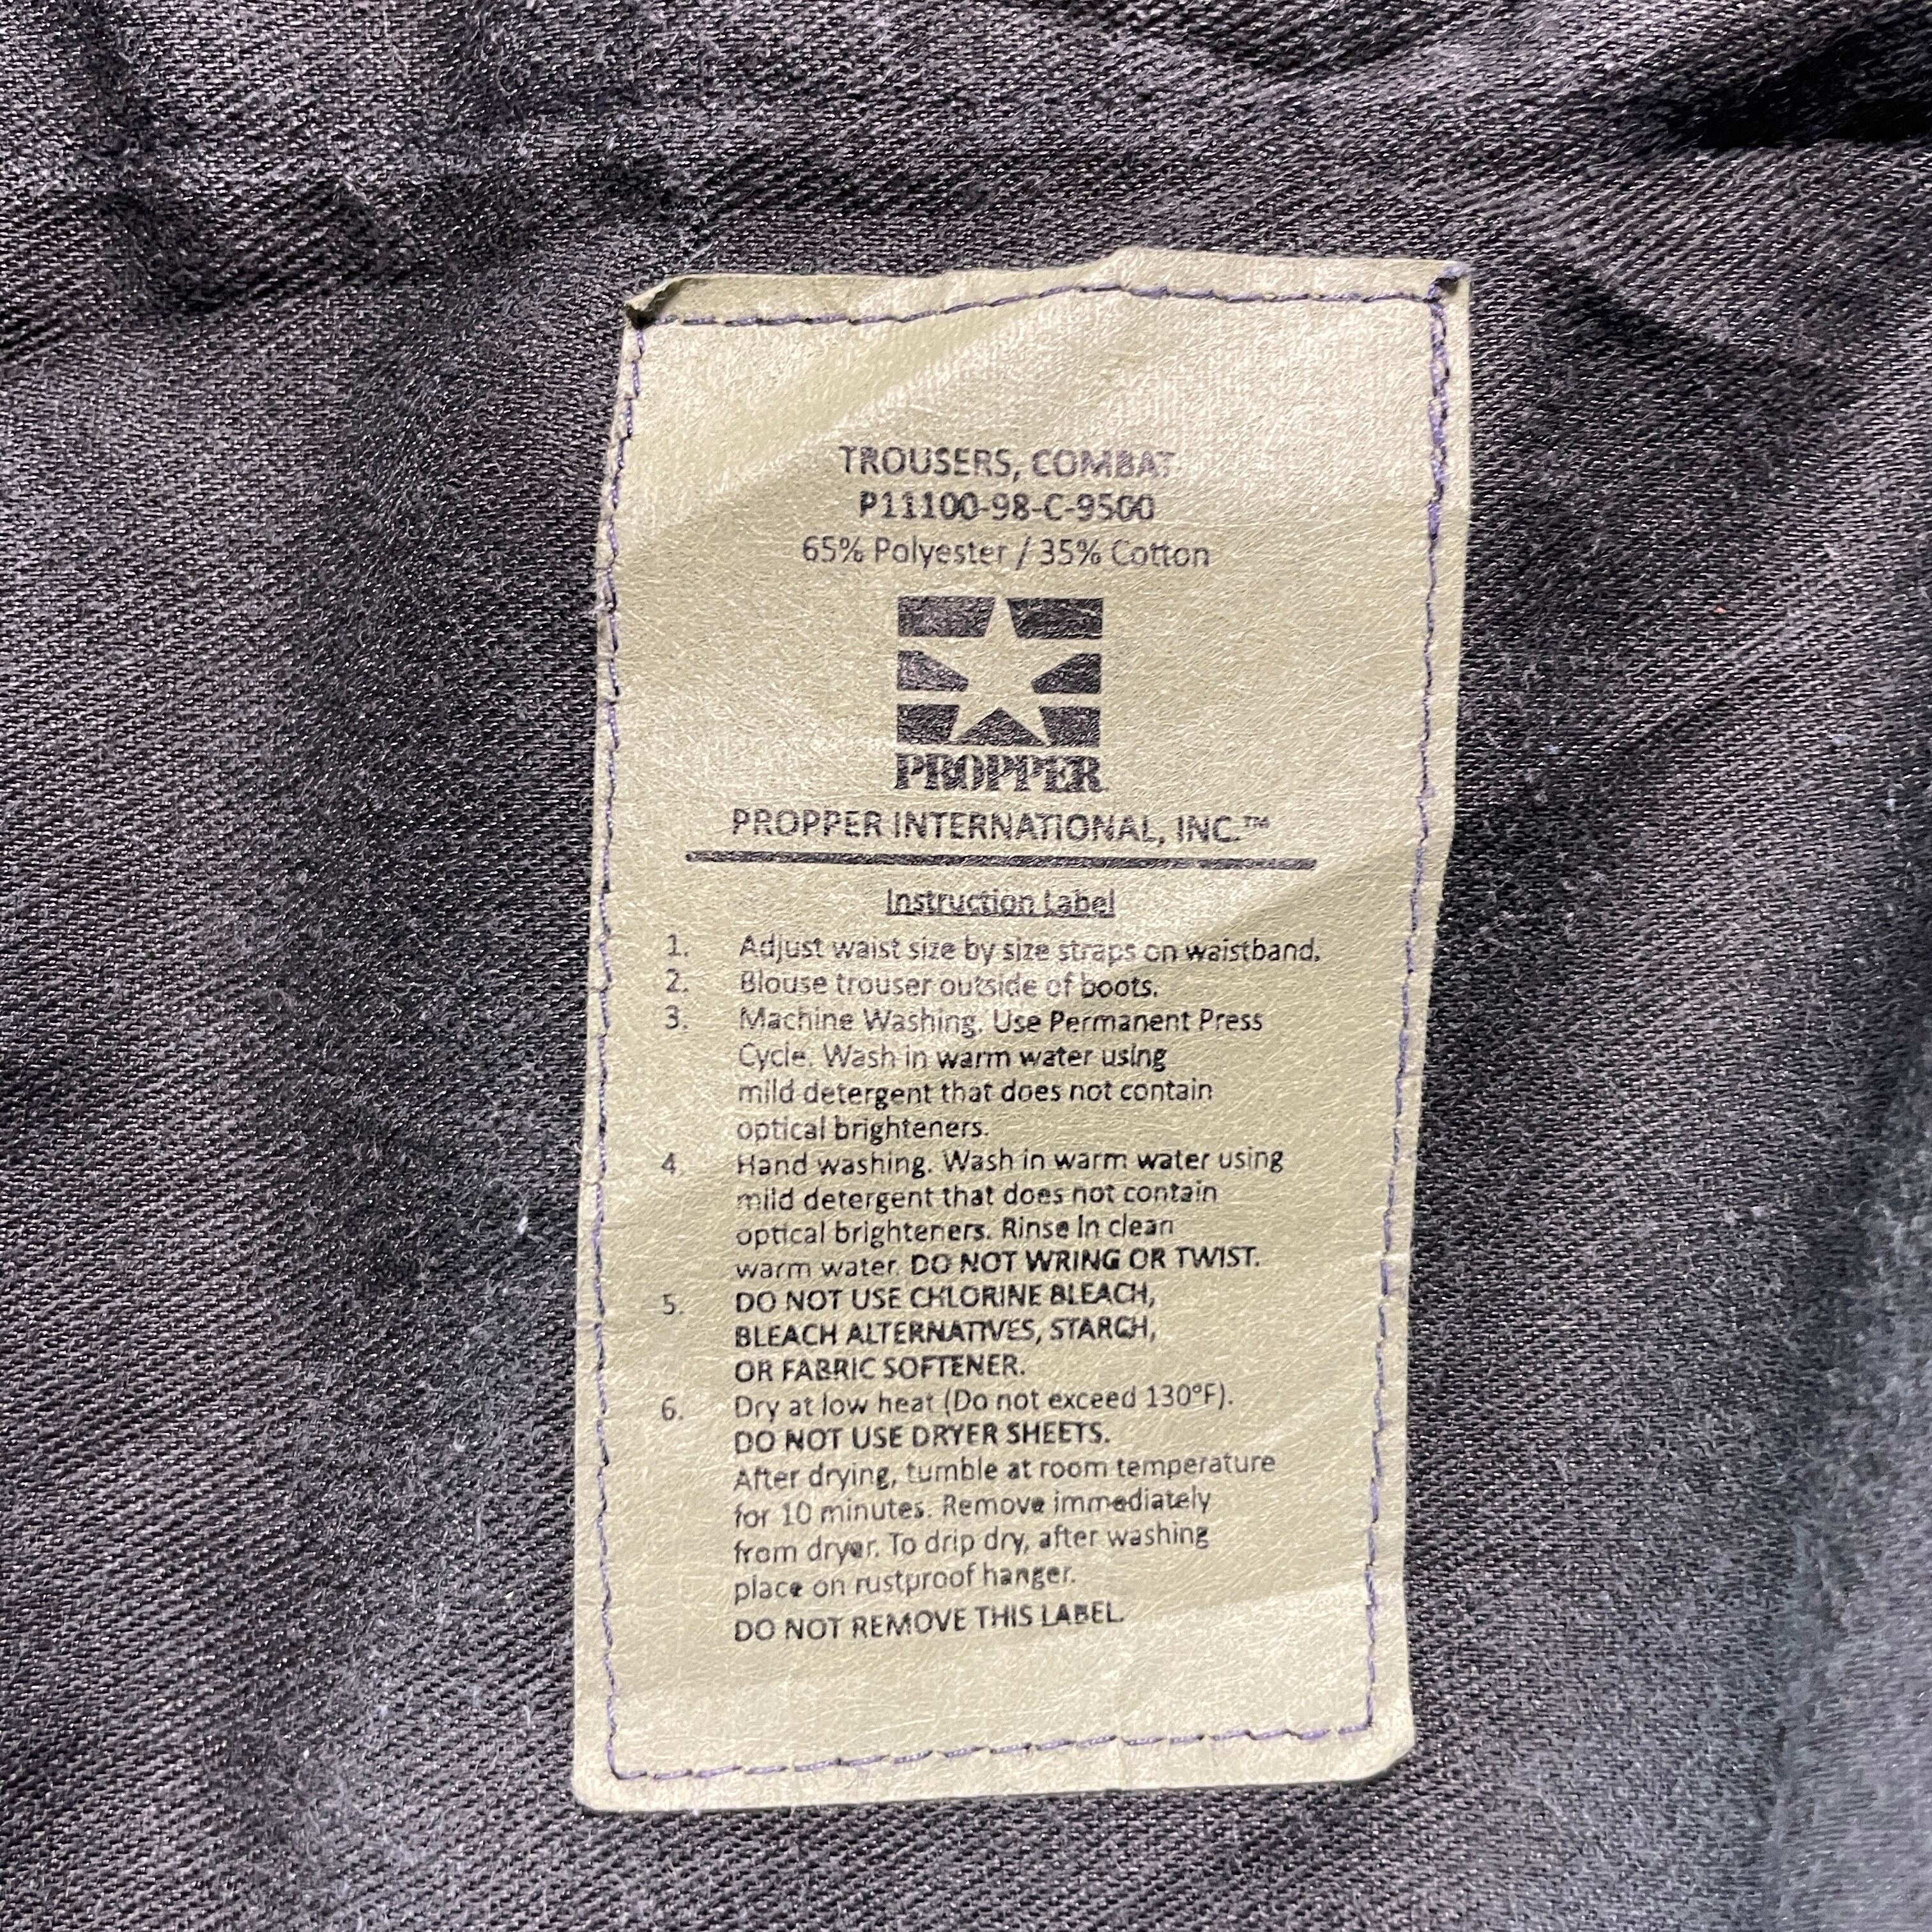 TROUSERS, COMBAT
P11100-98-C-9500
65% Polyester / 35% Cotton
PROPPER
PROPPER INTERNATIONAL, INC.™
Instruction Label
1. Adjust waist size by size straps on waistband.
2. Blouse trouser outside of boots.
3. Machine Washing. Use Permanent Press
Cycle. Wash in warm water using
mild detergent that does not contain
optical brighteners.
4. Hand washing. Wash in warm water using
mild detergent that does not contain
optical brighteners. Rinse in clean
warm water. DO NOT WRING OR TWIST.
5. DO NOT USE CHLORINE BLEACH,
BLEACH ALTERNATIVES, STARCH,
OR FABRIC SOFTENER.
6. Dry at low heat (Do not exceed 130°F).
DO NOT USE DRYER SHEETS.
After drying, tumble at room temperature
for 10 minutes. Remove immediately
from dryer. To drip dry, after washing
place on rustproof hanger.
DO NOT REMOVE THIS LABEL.